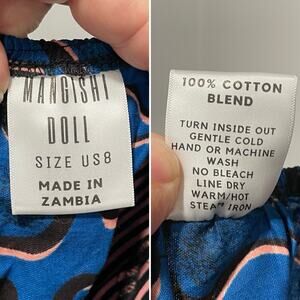 MANGISHI
DOLL
SIZE US8
MADE IN
ZAMBIA
100% COTTON
BLEND
TURN INSIDE OUT
GENTLE COLD
HAND OR MACHINE
WASH
NO BLEACH
LINE DRY
WARM/HOT
STEAM IRON